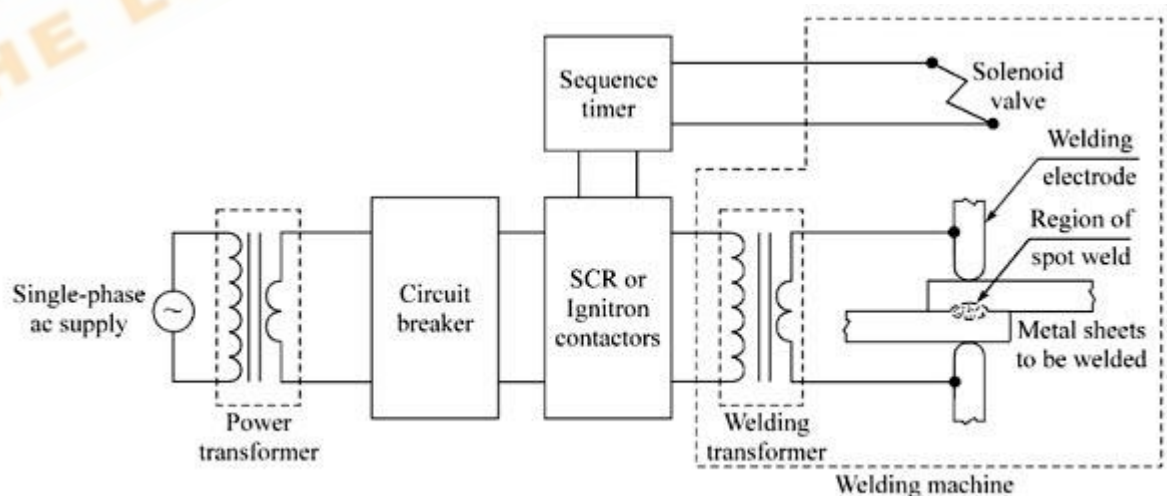 HE
Sequence
timer
Solenoid
valve
Welding
electrode
Region of
spot weld
Single-phase
ac supply
Circuit
breaker
SCR or
Ignitron
contactors
Metal sheets
to be welded
Power
transformer
Welding
transformer
Welding machine